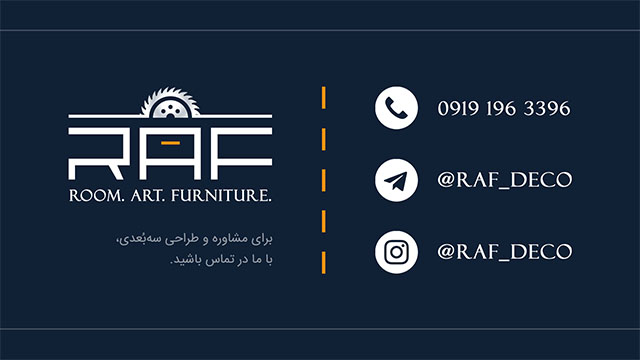 RAF
ROOM. ART. FURNITURE.
برای مشاوره و طراحی سه‌بُعدی،
با ما در تماس باشید.
0919 196 3396
@RAF_DECO
@RAF_DECO